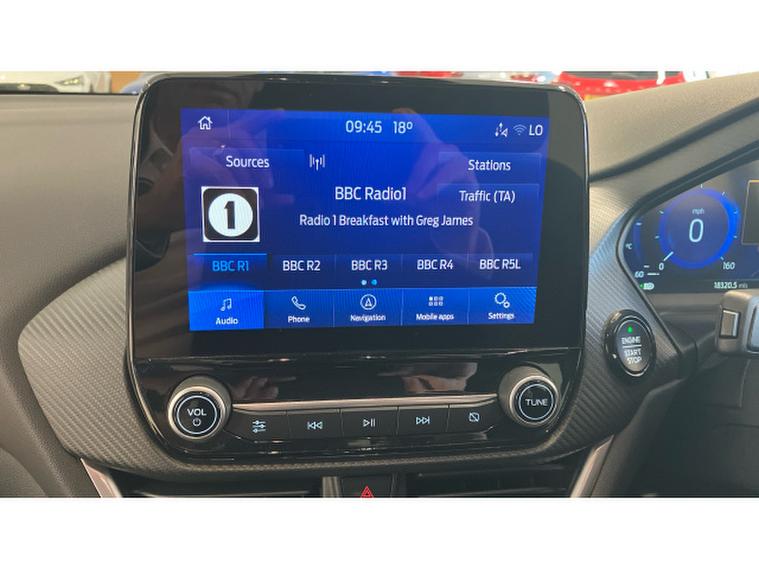 09:45 18°
LO
Sources
Stations
BBC Radio1
Traffic (TA)
1
Radio 1 Breakfast with Greg James
BBC R1 BBC R2 BBC R3 BBC R4 BBC R5L
Audio Phone Navigation Mobile apps Settings
VOL
TUNE
ENGINE
START
STOP
mph
0
°C
60
0
160
18320.5 mls